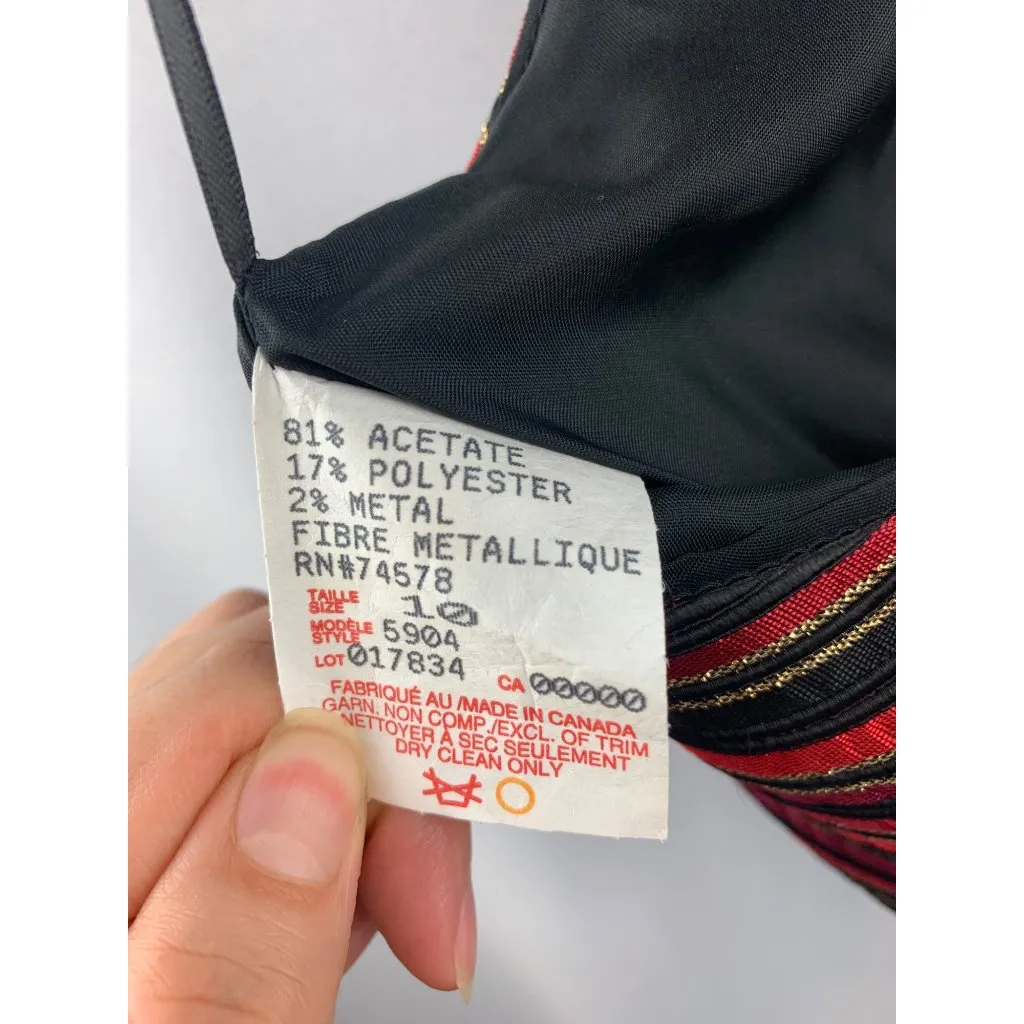 81% ACETATE
17% POLYESTER
2% METAL
FIBRE METALLIQUE
RN#74578
TAILLE
SIZE 10
MODÈLE
STYLE 5904
LOT 017834 CA 00000
FABRIQUÉ AU /MADE IN CANADA
GARN. NON COMP./EXCL. OF TRIM
NETTOYER À SEC SEULEMENT
DRY CLEAN ONLY